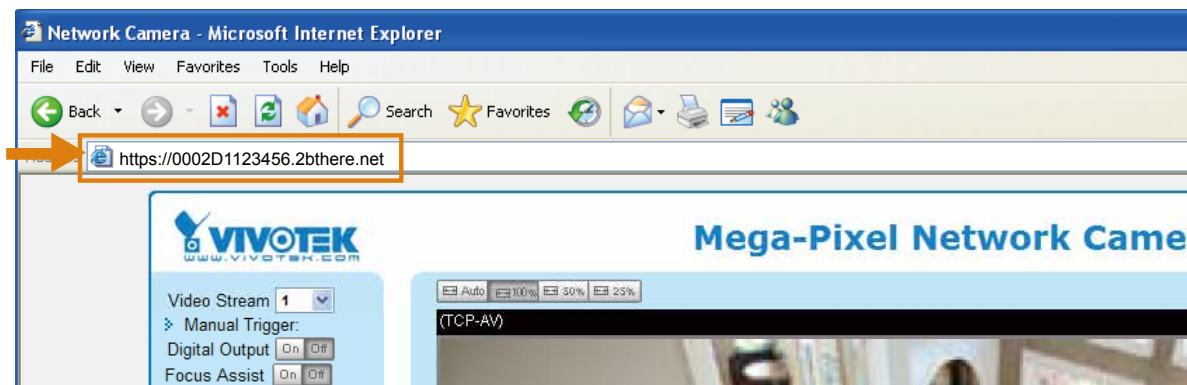 Network Camera - Microsoft Internet Explorer
File Edit View Favorites Tools Help
Back Search Favorites
https://0002D1123456.2bthere.net
VIVOTEK
www.vivotek.com
Mega-Pixel Network Came
Auto 100% 50% 25%
Video Stream 1
(TCP-AV)
Manual Trigger:
Digital Output On Off
Focus Assist On Off